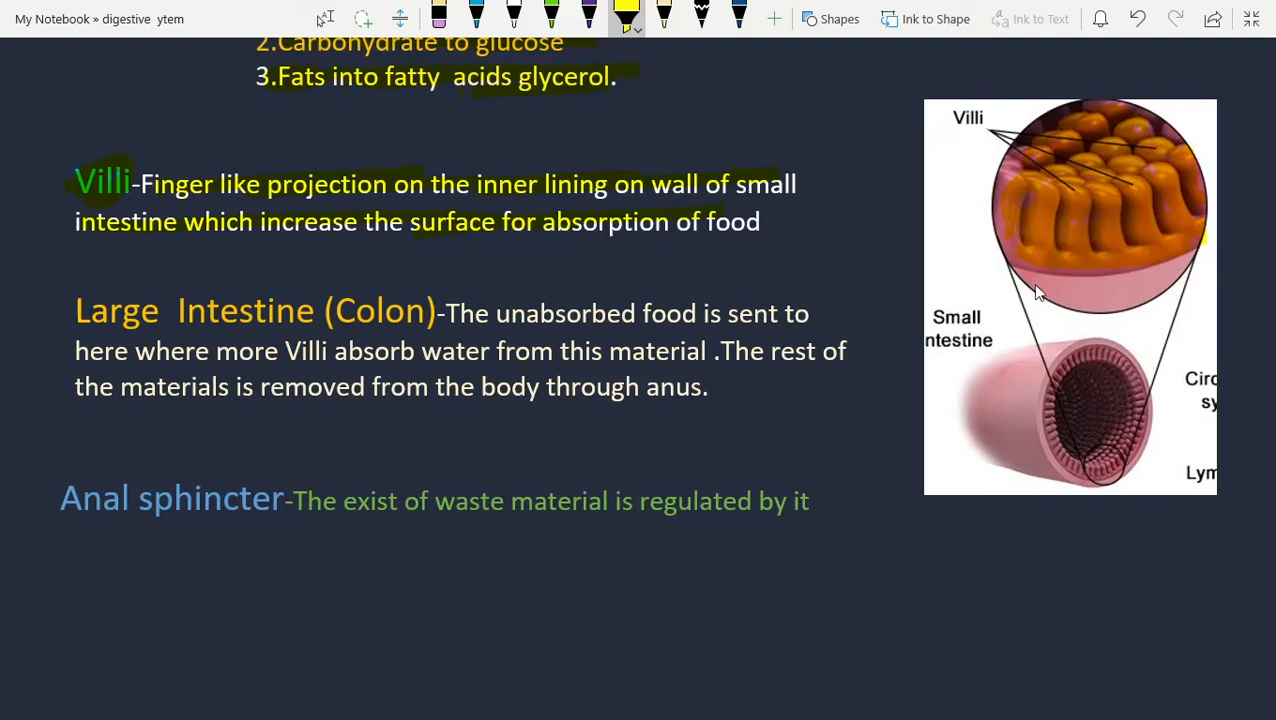 My Notebook » digestive ytem
Shapes
Ink to Shape
Ink to Text
2.Carbohydrate to glucose
3.Fats into fatty acids glycerol.
Villi-Finger like projection on the inner lining on wall of small
intestine which increase the surface for absorption of food
Large Intestine (Colon)-The unabsorbed food is sent to
here where more Villi absorb water from this material .The rest of
the materials is removed from the body through anus.
Anal sphincter-The exist of waste material is regulated by it
Villi
Small
ntestine
Circ
sy
Lym